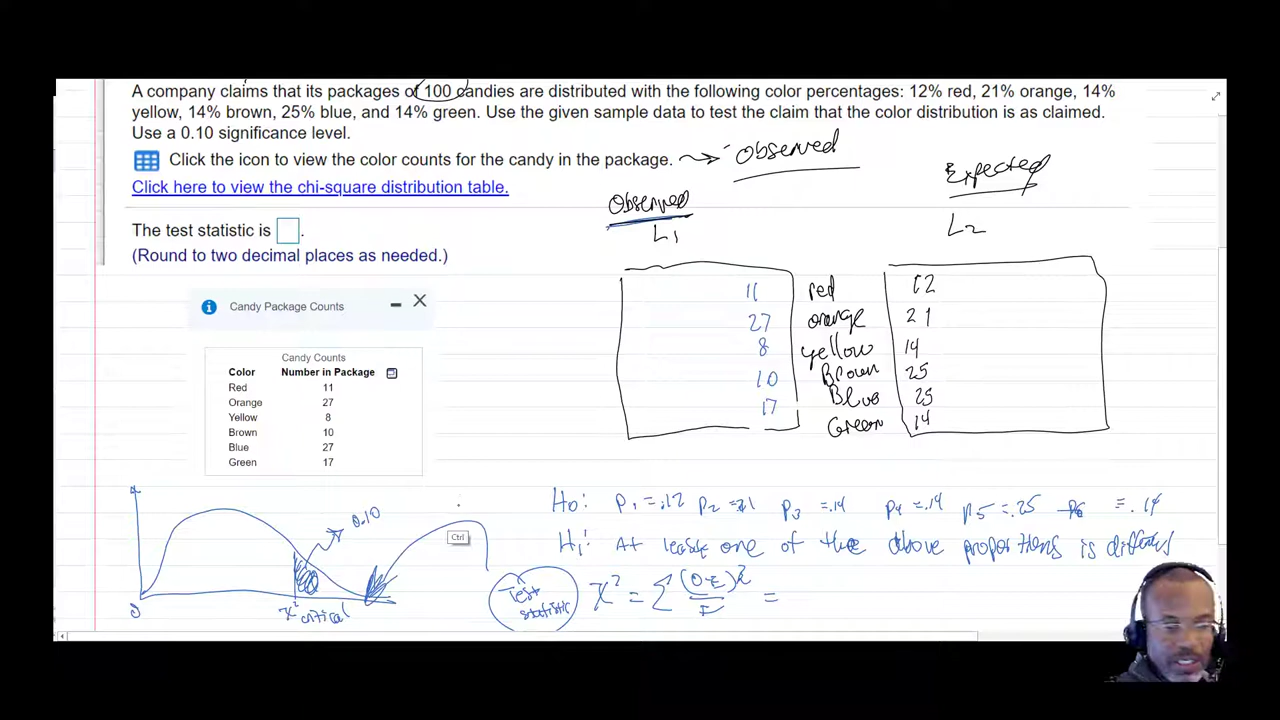 A company claims that its packages of 100 candies are distributed with the following color percentages: 12% red, 21% orange, 14%
yellow, 14% brown, 25% blue, and 14% green. Use the given sample data to test the claim that the color distribution is as claimed.
Use a 0.10 significance level.
Click the icon to view the color counts for the candy in the package. → Observed
Click here to view the chi-square distribution table.
Expected
Observed
L1 L2
The test statistic is .
(Round to two decimal places as needed.)
11 red 12
27 orange 21
8 yellow 14
10 Brown 25
17 Blue 25
Green 14
Candy Package Counts
Candy Counts
Color Number in Package
Red 11
Orange 27
Yellow 8
Brown 10
Blue 27
Green 17
0.10
0
X² critical
Ctrl
H0: P1 = .12 P2 = .21 P3 = .14 P4 = .14 P5 = .25 P6 = .14
H1: At least one of the above proportions is different
Test statistic X² = Σ (O-E)² / E =